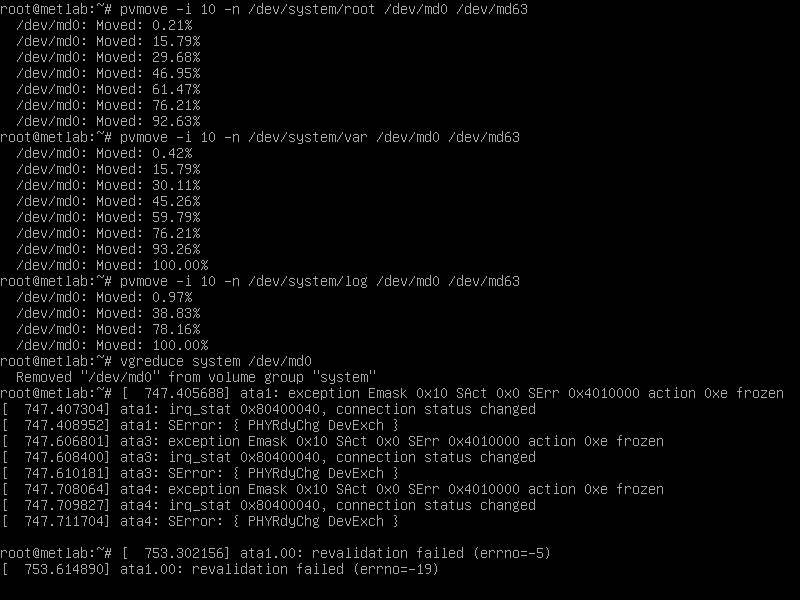 root@metlab:~# pvmove -i 10 -n /dev/system/root /dev/md0 /dev/md63
  /dev/md0: Moved: 0.21%
  /dev/md0: Moved: 15.79%
  /dev/md0: Moved: 29.68%
  /dev/md0: Moved: 46.95%
  /dev/md0: Moved: 61.47%
  /dev/md0: Moved: 76.21%
  /dev/md0: Moved: 92.63%
root@metlab:~# pvmove -i 10 -n /dev/system/var /dev/md0 /dev/md63
  /dev/md0: Moved: 0.42%
  /dev/md0: Moved: 15.79%
  /dev/md0: Moved: 30.11%
  /dev/md0: Moved: 45.26%
  /dev/md0: Moved: 59.79%
  /dev/md0: Moved: 76.21%
  /dev/md0: Moved: 93.26%
  /dev/md0: Moved: 100.00%
root@metlab:~# pvmove -i 10 -n /dev/system/log /dev/md0 /dev/md63
  /dev/md0: Moved: 0.97%
  /dev/md0: Moved: 38.83%
  /dev/md0: Moved: 78.16%
  /dev/md0: Moved: 100.00%
root@metlab:~# vgreduce system /dev/md0
  Removed "/dev/md0" from volume group "system"
root@metlab:~# [  747.405688] ata1: exception Emask 0x10 SAct 0x0 SErr 0x4010000 action 0xe frozen
[  747.407304] ata1: irq_stat 0x80400040, connection status changed
[  747.408952] ata1: SError: { PHYRdyChg DevExch }
[  747.606801] ata3: exception Emask 0x10 SAct 0x0 SErr 0x4010000 action 0xe frozen
[  747.608400] ata3: irq_stat 0x80400040, connection status changed
[  747.610181] ata3: SError: { PHYRdyChg DevExch }
[  747.708064] ata4: exception Emask 0x10 SAct 0x0 SErr 0x4010000 action 0xe frozen
[  747.709827] ata4: irq_stat 0x80400040, connection status changed
[  747.711704] ata4: SError: { PHYRdyChg DevExch }

root@metlab:~# [  753.302156] ata1.00: revalidation failed (errno=-5)
[  753.614890] ata1.00: revalidation failed (errno=-19)